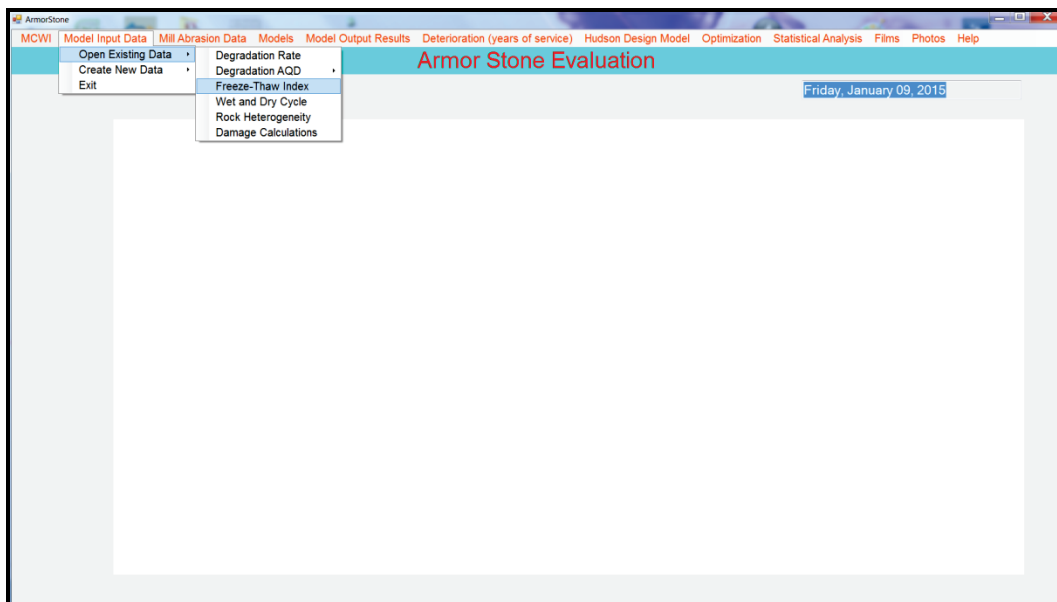 ArmorStone
MCWI Model Input Data Mill Abrasion Data Models Model Output Results Deterioration (years of service) Hudson Design Model Optimization Statistical Analysis Films Photos Help
Armor Stone Evaluation
Open Existing Data
Create New Data
Exit
Degradation Rate
Degradation AQD
Freeze-Thaw Index
Wet and Dry Cycle
Rock Heterogeneity
Damage Calculations
Friday, January 09, 2015